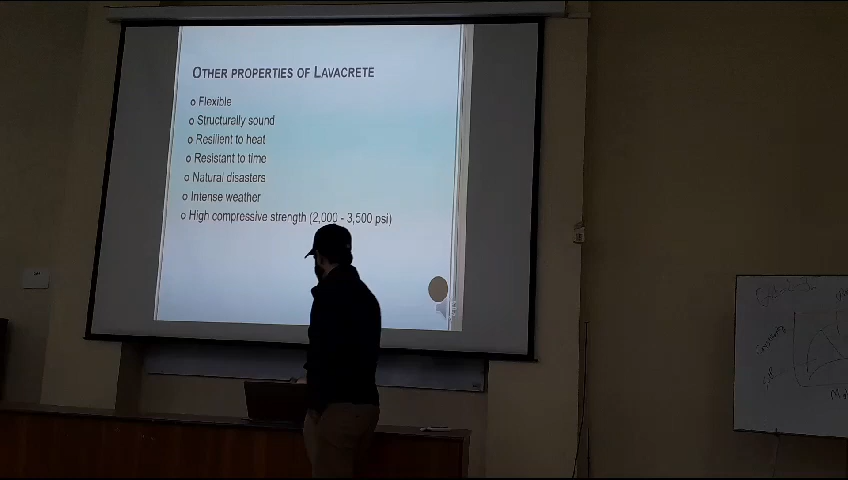 OTHER PROPERTIES OF LAVACRETE
o Flexible
o Structurally sound
o Resilient to heat
o Resistant to time
o Natural disasters
o Intense weather
o High compressive strength (2,000 - 3,500 psi)